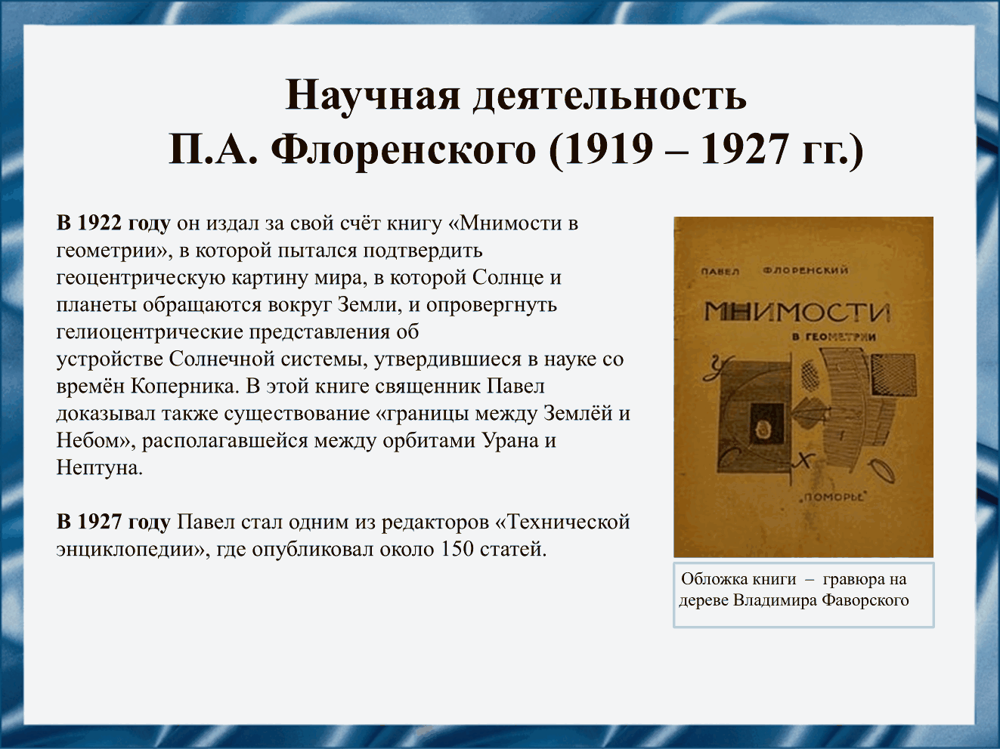 Научная деятельность
П.А. Флоренского (1919 – 1927 гг.)
В 1922 году он издал за свой счёт книгу «Мнимости в
геометрии», в которой пытался подтвердить
геоцентрическую картину мира, в которой Солнце и
планеты обращаются вокруг Земли, и опровергнуть
гелиоцентрические представления об
устройстве Солнечной системы, утвердившиеся в науке со
времён Коперника. В этой книге священник Павел
доказывал также существование «границы между Землёй и
Небом», располагавшейся между орбитами Урана и
Нептуна.
В 1927 году Павел стал одним из редакторов «Технической
энциклопедии», где опубликовал около 150 статей.
ПАВЕЛ ФЛОРЕНСКИЙ
МНИМОСТИ
В ГЕОМЕТРИИ
У
Х
„ПОМОРЬЕ"
Обложка книги – гравюра на
дереве Владимира Фаворского